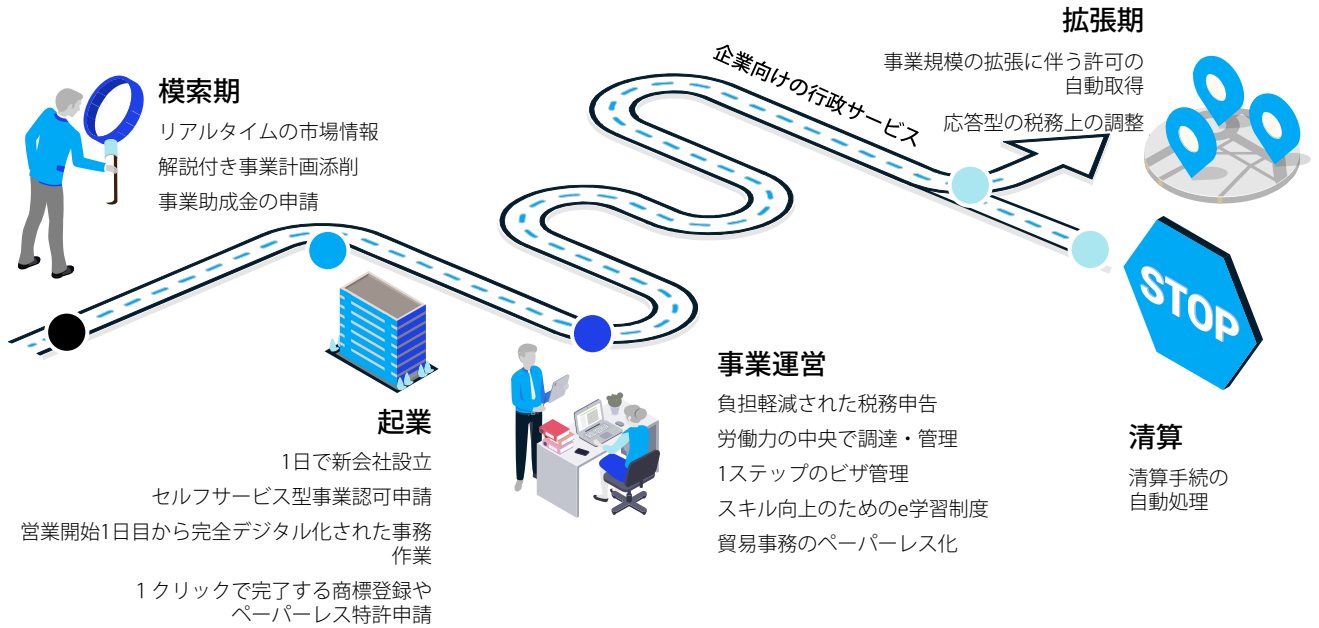 模索期
リアルタイムの市場情報
解説付き事業計画添削
事業助成金の申請
起業
1日で新会社設立
セルフサービス型事業認可申請
営業開始1日目から完全デジタル化された事務
作業
1クリックで完了する商標登録や
ペーパーレス特許申請
事業運営
負担軽減された税務申告
労働力の中央で調達・管理
1ステップのビザ管理
スキル向上のためのe学習制度
貿易事務のペーパーレス化
企業向けの行政サービス
拡張期
事業規模の拡張に伴う許可の
自動取得
応答型の税務上の調整
STOP
清算
清算手続の
自動処理